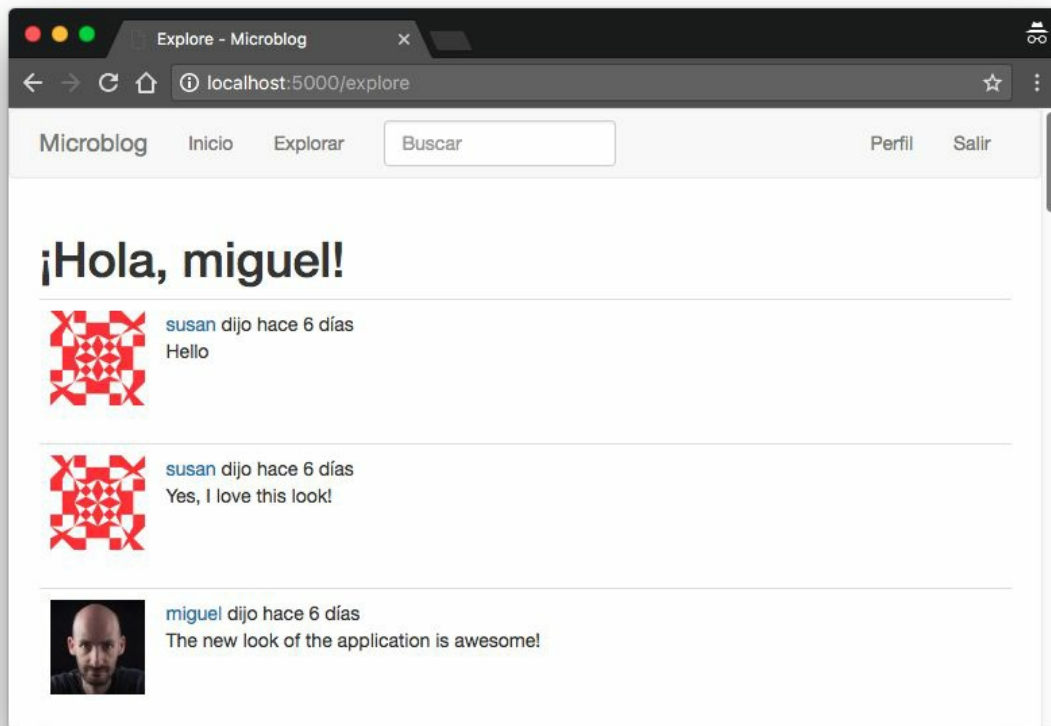 Explore - Microblog
localhost:5000/explore
Microblog Inicio Explorar Buscar Perfil Salir
¡Hola, miguel!
susan dijo hace 6 días
Hello
susan dijo hace 6 días
Yes, I love this look!
miguel dijo hace 6 días
The new look of the application is awesome!